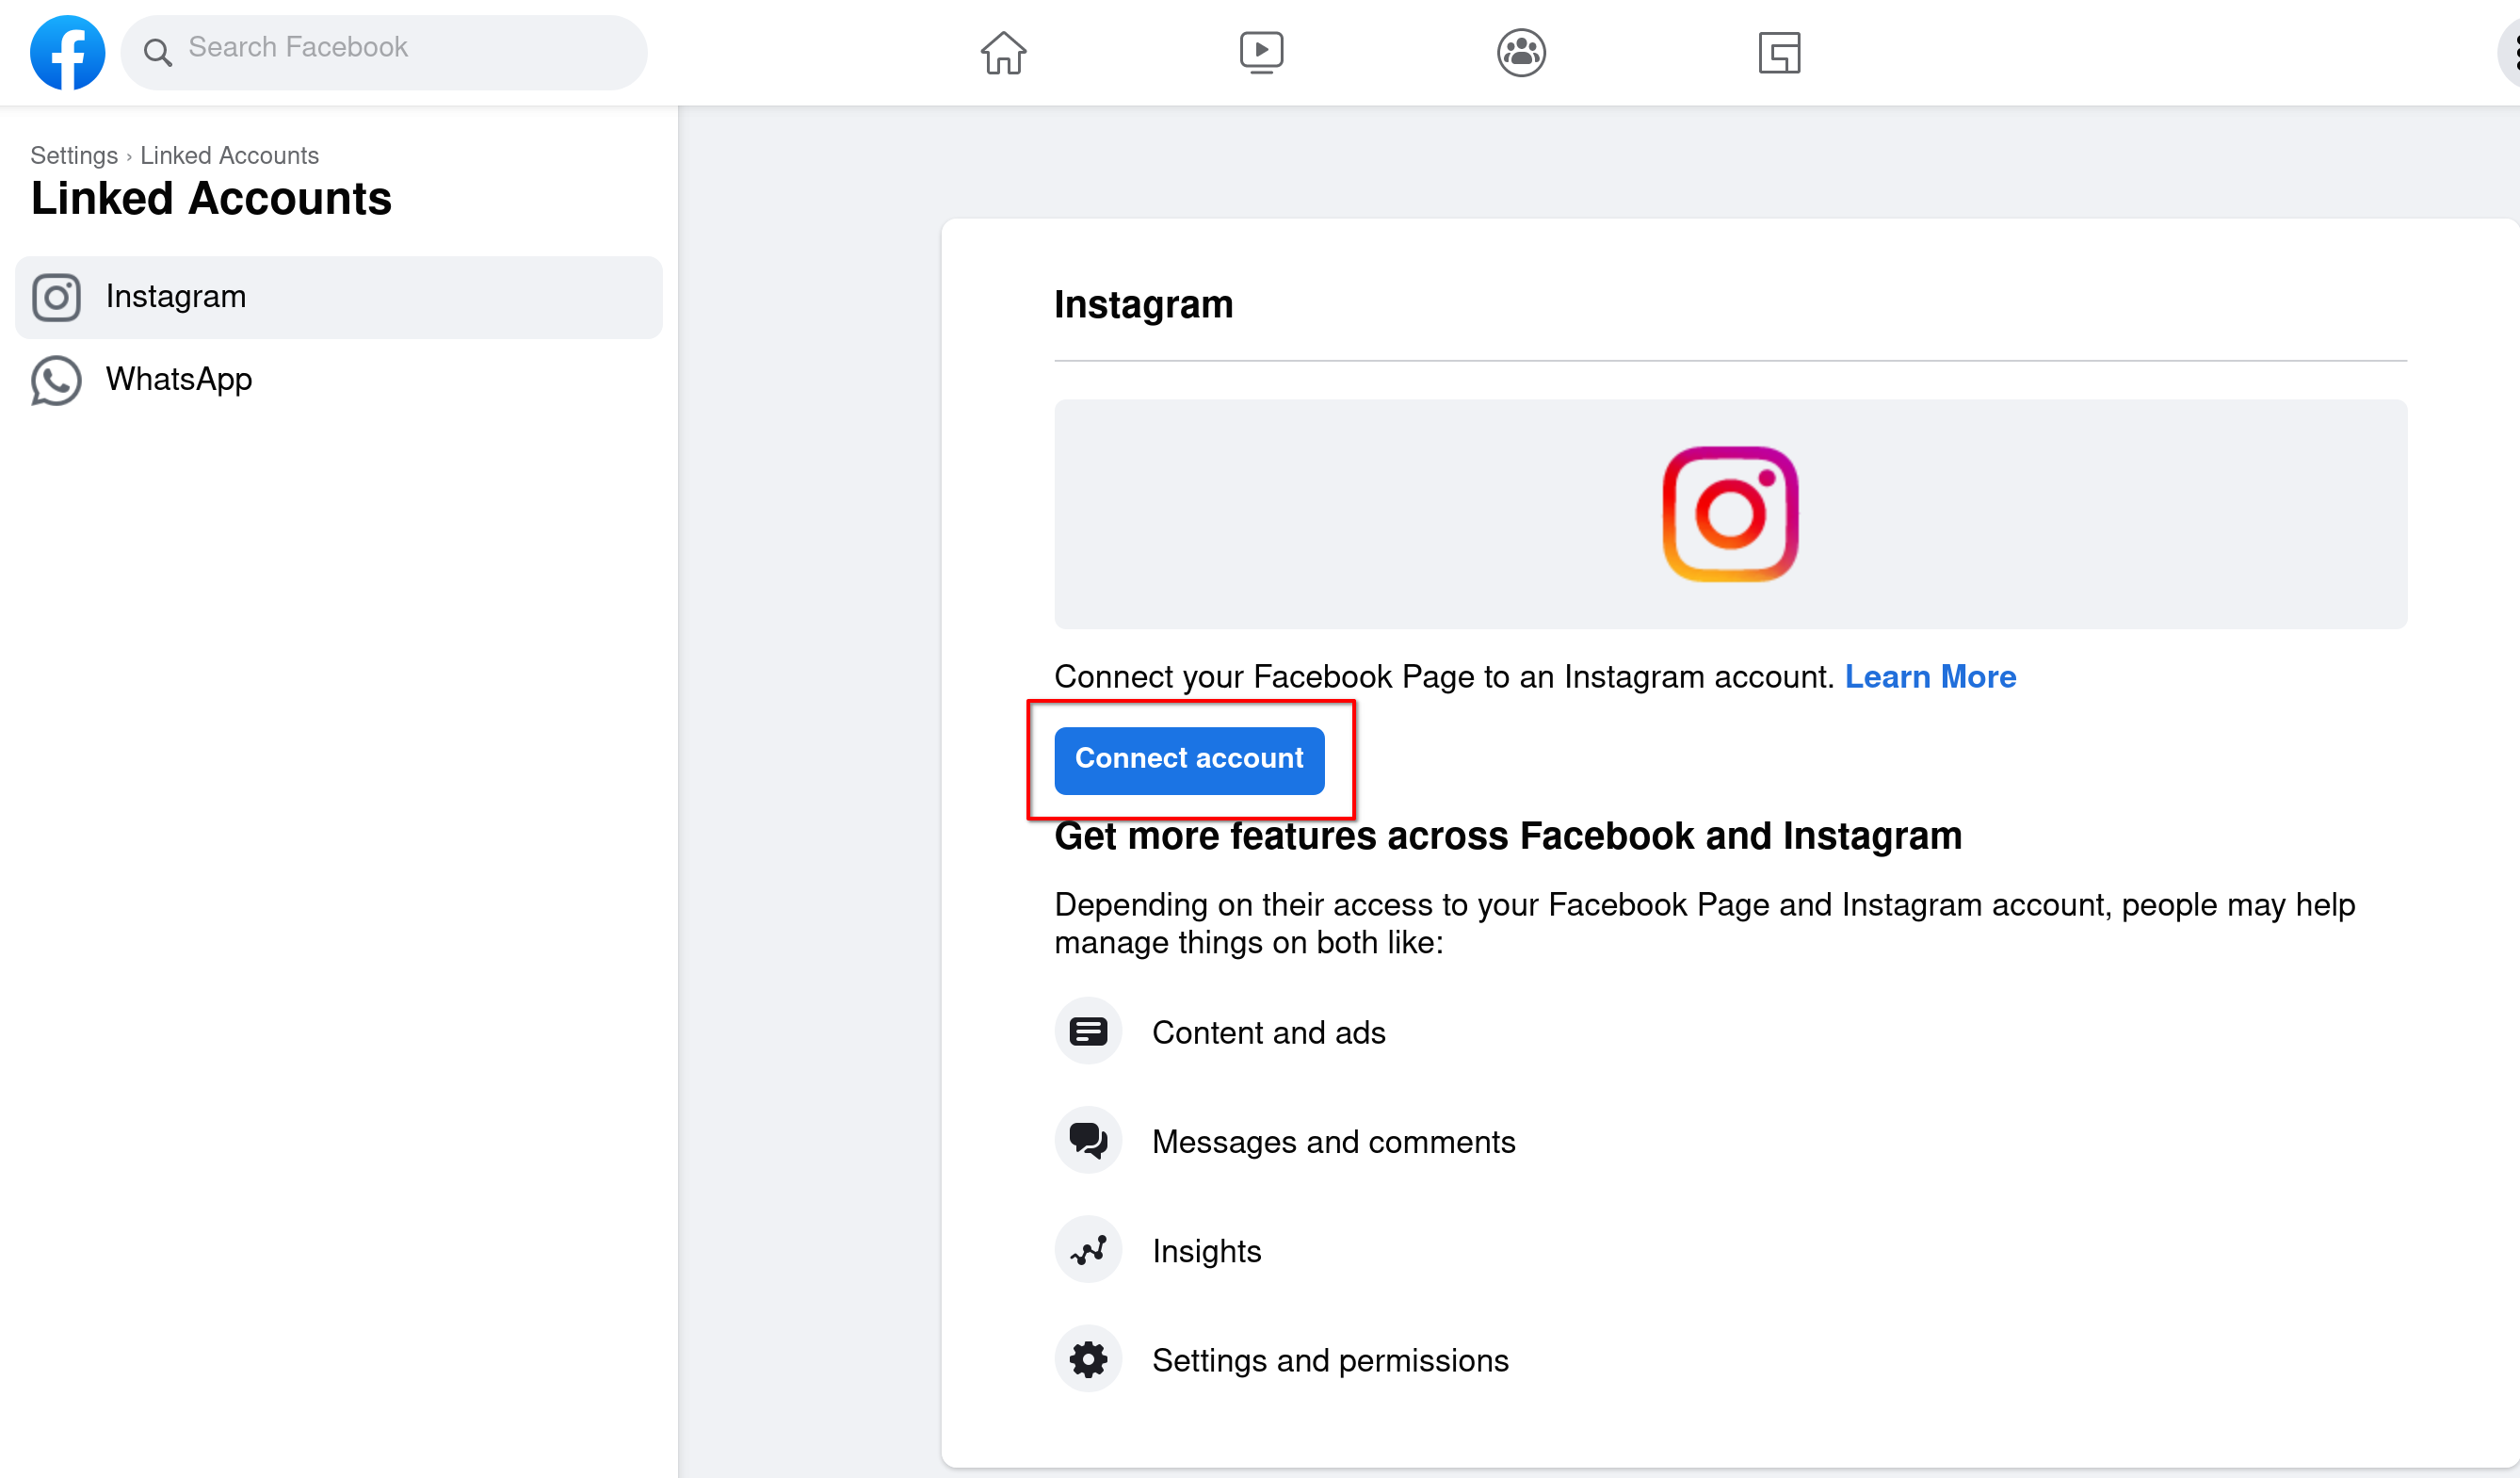 Search Facebook
Settings › Linked Accounts
Linked Accounts
Instagram
WhatsApp
Instagram
Connect your Facebook Page to an Instagram account. Learn More
Connect account
Get more features across Facebook and Instagram
Depending on their access to your Facebook Page and Instagram account, people may help
manage things on both like:
Content and ads
Messages and comments
Insights
Settings and permissions